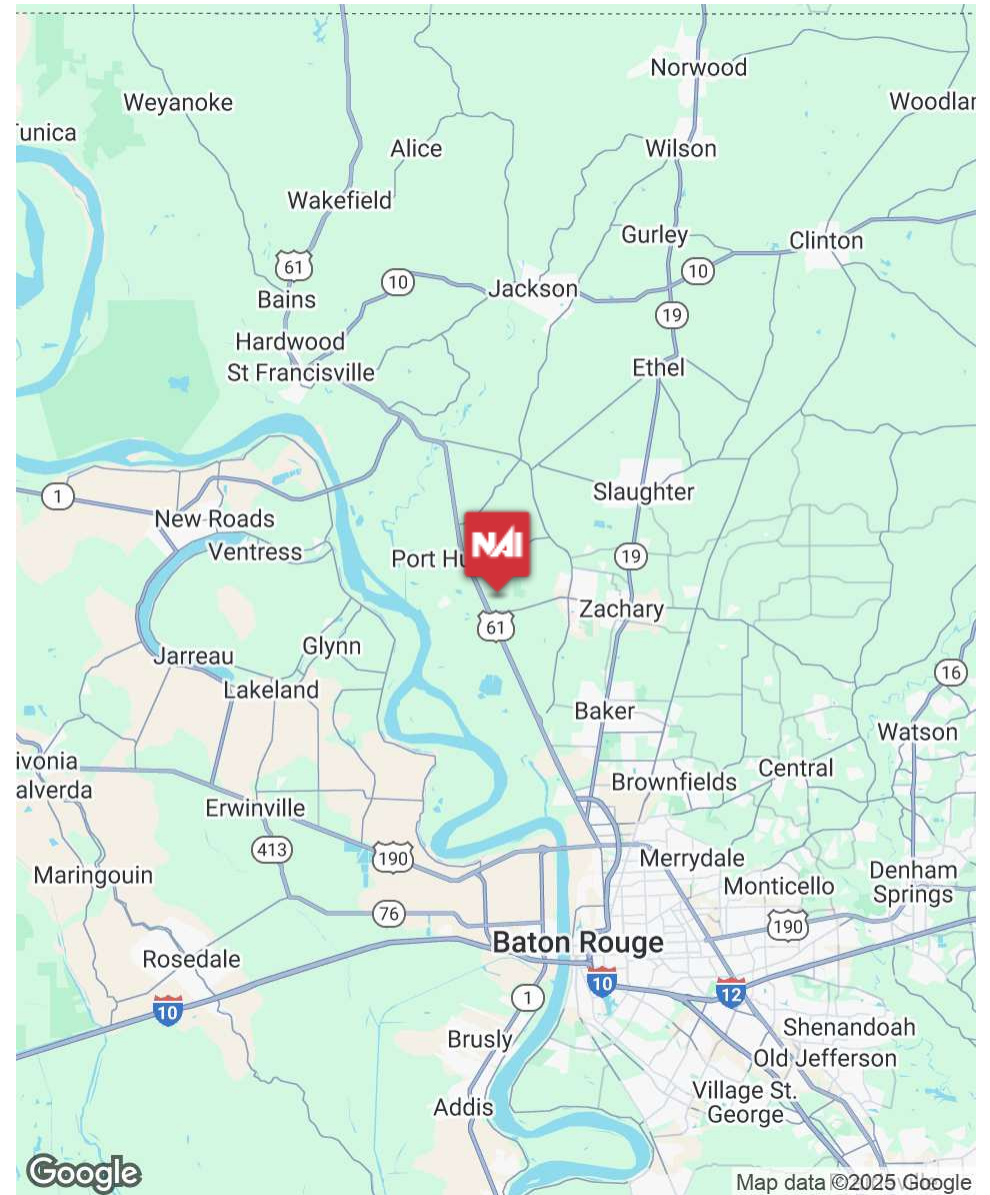 Norwood
Weyanoke
Woodlar
Tunica
Alice
Wilson
Wakefield
Gurley
Clinton
61
10
10
Jackson
Bains
19
Hardwood
St Francisville
Ethel
1
Slaughter
New Roads
Ventress
NAI
Port Hu
19
Zachary
61
Glynn
Jarreau
16
Lakeland
Baker
Watson
ivonia
alverda
Central
Brownfields
Erwinville
413
190
Merrydale
Maringouin
Monticello
Denham
Springs
76
190
Baton Rouge
Rosedale
10
12
10
1
Shenandoah
Brusly
Old Jefferson
Village St.
George
Addis
Google
Map data ©2025 Google